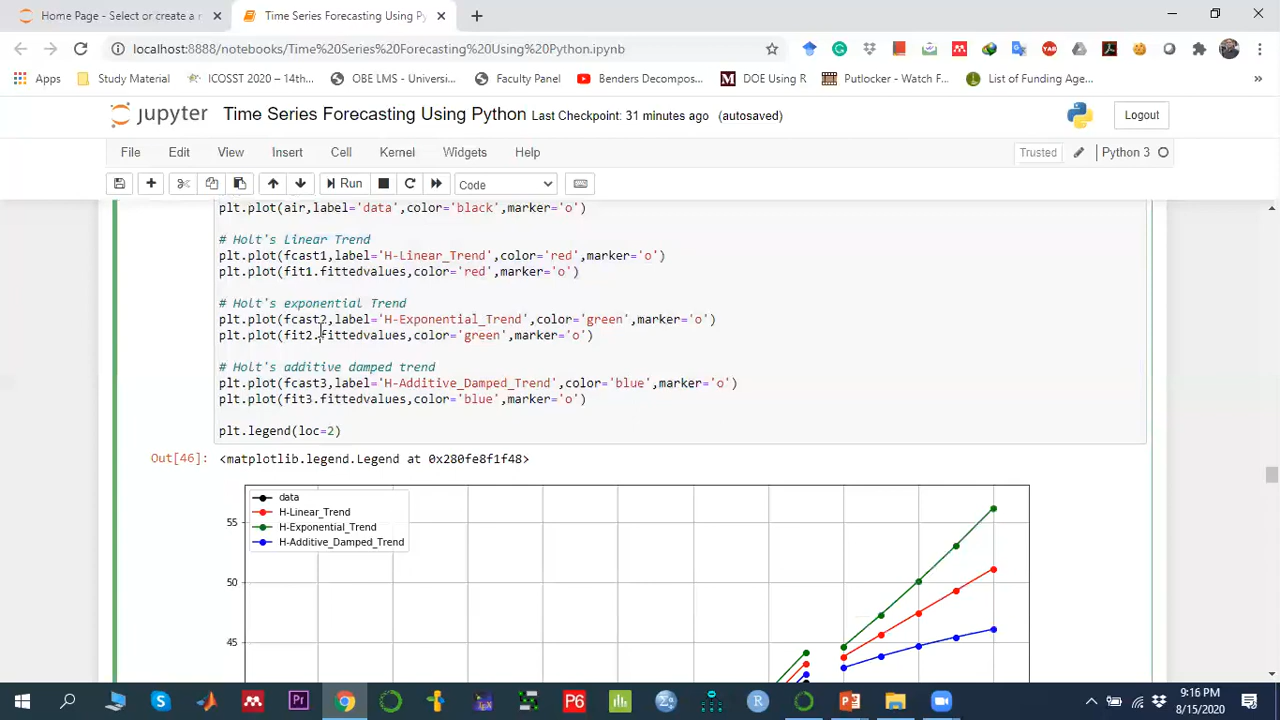 Home Page - Select or create a n
Time Series Forecasting Using Py
localhost:8888/notebooks/Time%20Series%20Forecasting%20Using%20Python.ipynb
Apps
Study Material
ICOSST 2020 – 14th...
OBE LMS - Universi...
Faculty Panel
Benders Decompos...
DOE Using R
Putlocker - Watch F...
List of Funding Age...
»
jupyter Time Series Forecasting Using Python Last Checkpoint: 31 minutes ago (autosaved)
Logout
File Edit View Insert Cell Kernel Widgets Help
Trusted
Python 3
Run
Code
plt.plot(air,label='data',color='black',marker='o')
# Holt's Linear Trend
plt.plot(fcast1,label='H-Linear_Trend',color='red',marker='o')
plt.plot(fit1.fittedvalues,color='red',marker='o')
# Holt's exponential Trend
plt.plot(fcast2,label='H-Exponential_Trend',color='green',marker='o')
plt.plot(fit2.fittedvalues,color='green',marker='o')
# Holt's additive damped trend
plt.plot(fcast3,label='H-Additive_Damped_Trend',color='blue',marker='o')
plt.plot(fit3.fittedvalues,color='blue',marker='o')
plt.legend(loc=2)
Out[46]: <matplotlib.legend.Legend at 0x280fe8f1f48>
data
H-Linear_Trend
H-Exponential_Trend
H-Additive_Damped_Trend
55
50
45
9:16 PM
8/15/2020